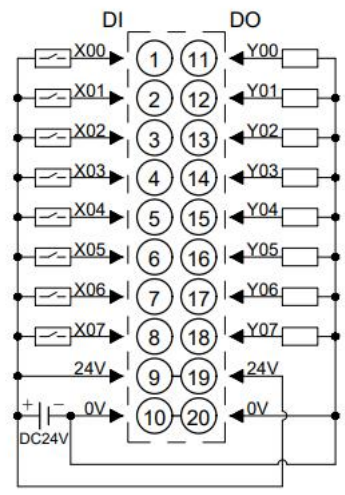 DI DO
X00 1 11 Y00
X01 2 12 Y01
X02 3 13 Y02
X03 4 14 Y03
X04 5 15 Y04
X05 6 16 Y05
X06 7 17 Y06
X07 8 18 Y07
24V 9 19 24V
+ − 0V 10 20 0V
DC24V